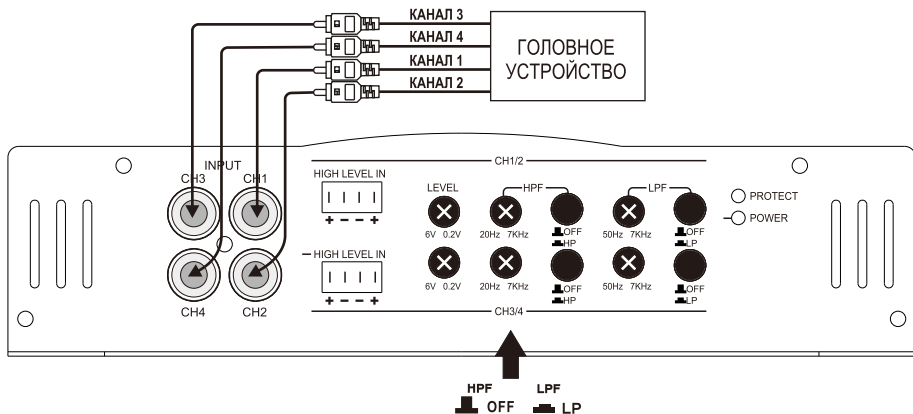 КАНАЛ 3
КАНАЛ 4
КАНАЛ 1
КАНАЛ 2
ГОЛОВНОЕ
УСТРОЙСТВО
INPUT
CH3 CH1
CH4 CH2
HIGH LEVEL IN
+ − − +
HIGH LEVEL IN
+ − − +
CH1/2
LEVEL
HPF
LPF
6V 0.2V
20Hz 7KHz
OFF
HP
50Hz 7KHz
OFF
LP
6V 0.2V
20Hz 7KHz
OFF
HP
50Hz 7KHz
OFF
LP
CH3/4
PROTECT
POWER
HPF LPF
OFF LP